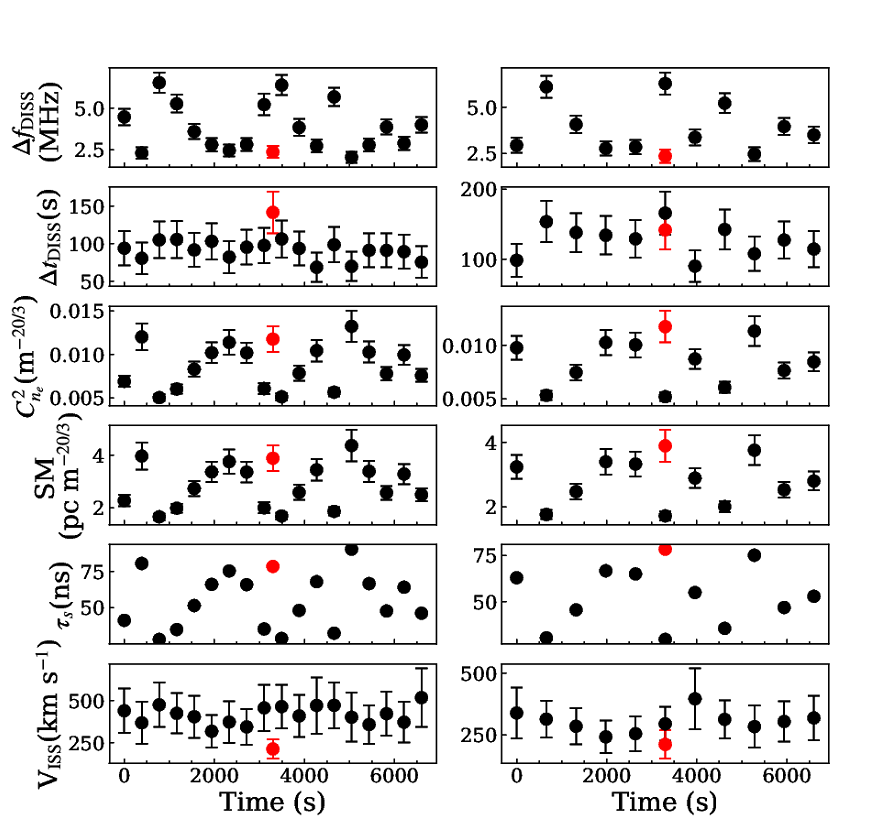 Δf_DISS (MHz)
5.0
2.5
5.0
2.5
Δt_DISS(s)
150
100
50
200
100
C²_{n_e}(m^{−20/3})
0.015
0.010
0.005
0.010
0.005
SM
(pc m^{−20/3})
4
2
4
2
τ_s(ns)
75
50
75
50
V_ISS(km s^{−1})
500
250
500
250
0 2000 4000 6000
0 2000 4000 6000
Time (s)
Time (s)